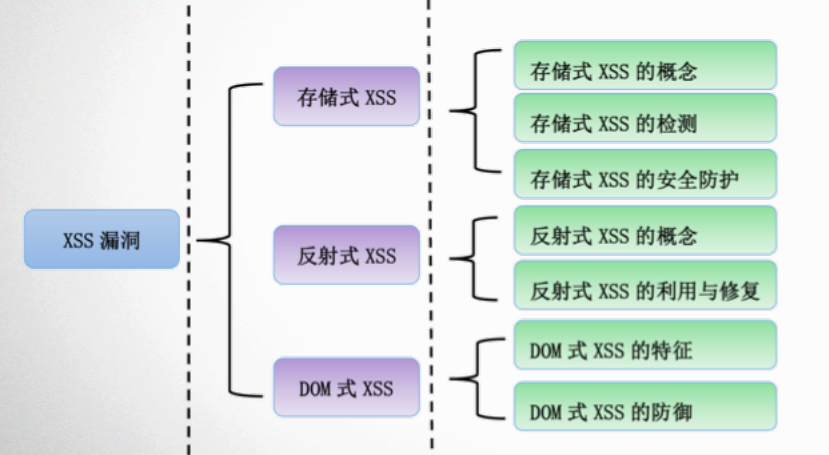 XSS 漏洞
存储式 XSS
反射式 XSS
DOM 式 XSS
存储式 XSS 的概念
存储式 XSS 的检测
存储式 XSS 的安全防护
反射式 XSS 的概念
反射式 XSS 的利用与修复
DOM 式 XSS 的特征
DOM 式 XSS 的防御